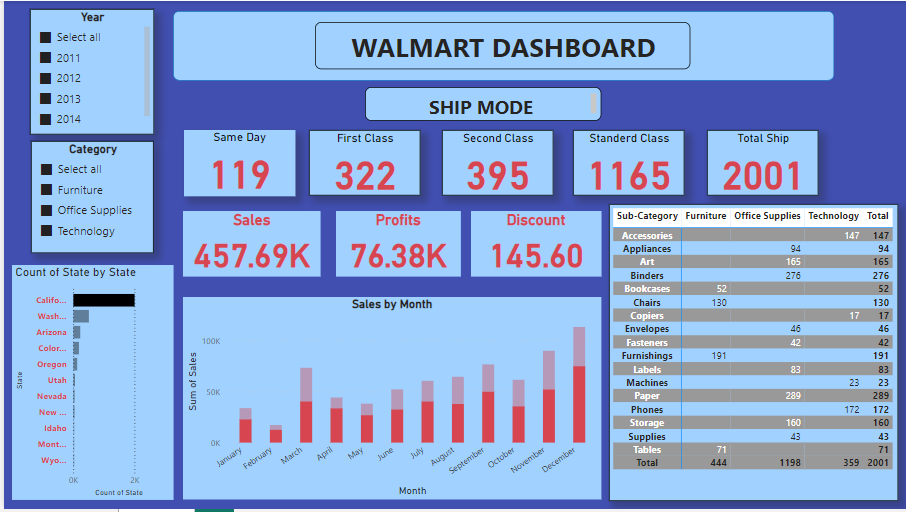 Year
Select all
2011
2012
2013
2014
WALMART DASHBOARD
SHIP MODE
Category
Select all
Furniture
Office Supplies
Technology
Same Day
119
First Class
322
Second Class
395
Standerd Class
1165
Total Ship
2001
Sales
457.69K
Profits
76.38K
Discount
145.60
Count of State by State
State
Califo...
Wash...
Arizona
Color...
Oregon
Utah
Nevada
New ...
Idaho
Mont...
Wyo...
0K 2K
Count of State
Sales by Month
Sum of Sales
100K
50K
0K
January February March April May June July August September October November December
Month
Sub-Category Furniture Office Supplies Technology Total
Accessories 147 147
Appliances 94 94
Art 165 165
Binders 276 276
Bookcases 52 52
Chairs 130 130
Copiers 17 17
Envelopes 46 46
Fasteners 42 42
Furnishings 191 191
Labels 83 83
Machines 23 23
Paper 289 289
Phones 172 172
Storage 160 160
Supplies 43 43
Tables 71 71
Total 444 1198 359 2001